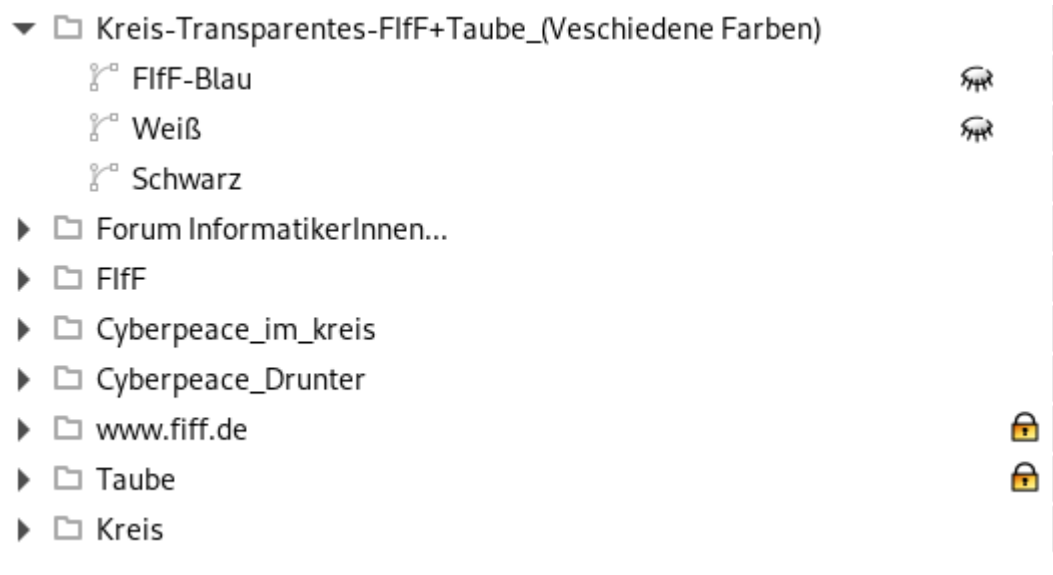 Kreis-Transparentes-FIfF+Taube_(Veschiedene Farben)
FIfF-Blau
Weiß
Schwarz
Forum InformatikerInnen...
FIfF
Cyberpeace_im_kreis
Cyberpeace_Drunter
www.fiff.de
Taube
Kreis